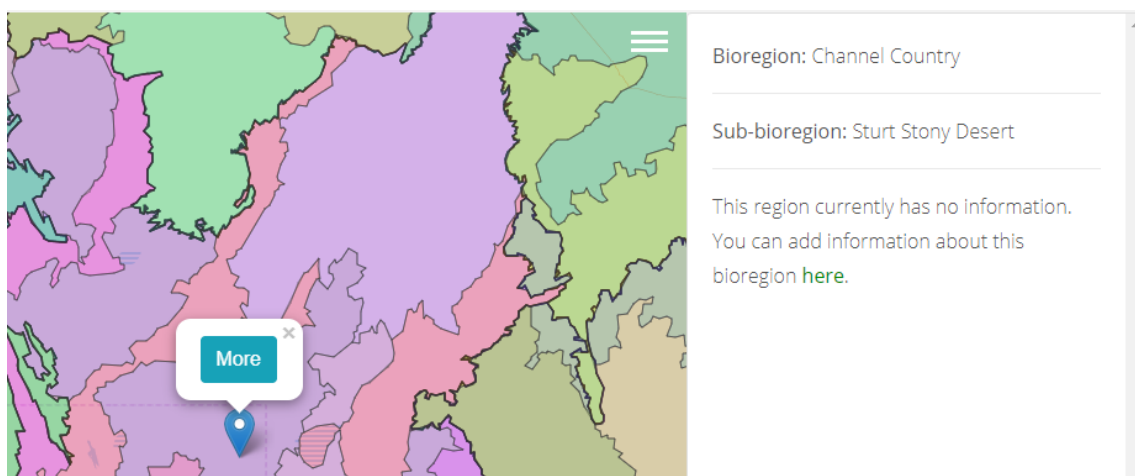 Bioregion: Channel Country
Sub-bioregion: Sturt Stony Desert
This region currently has no information.
You can add information about this
bioregion here.
×
More